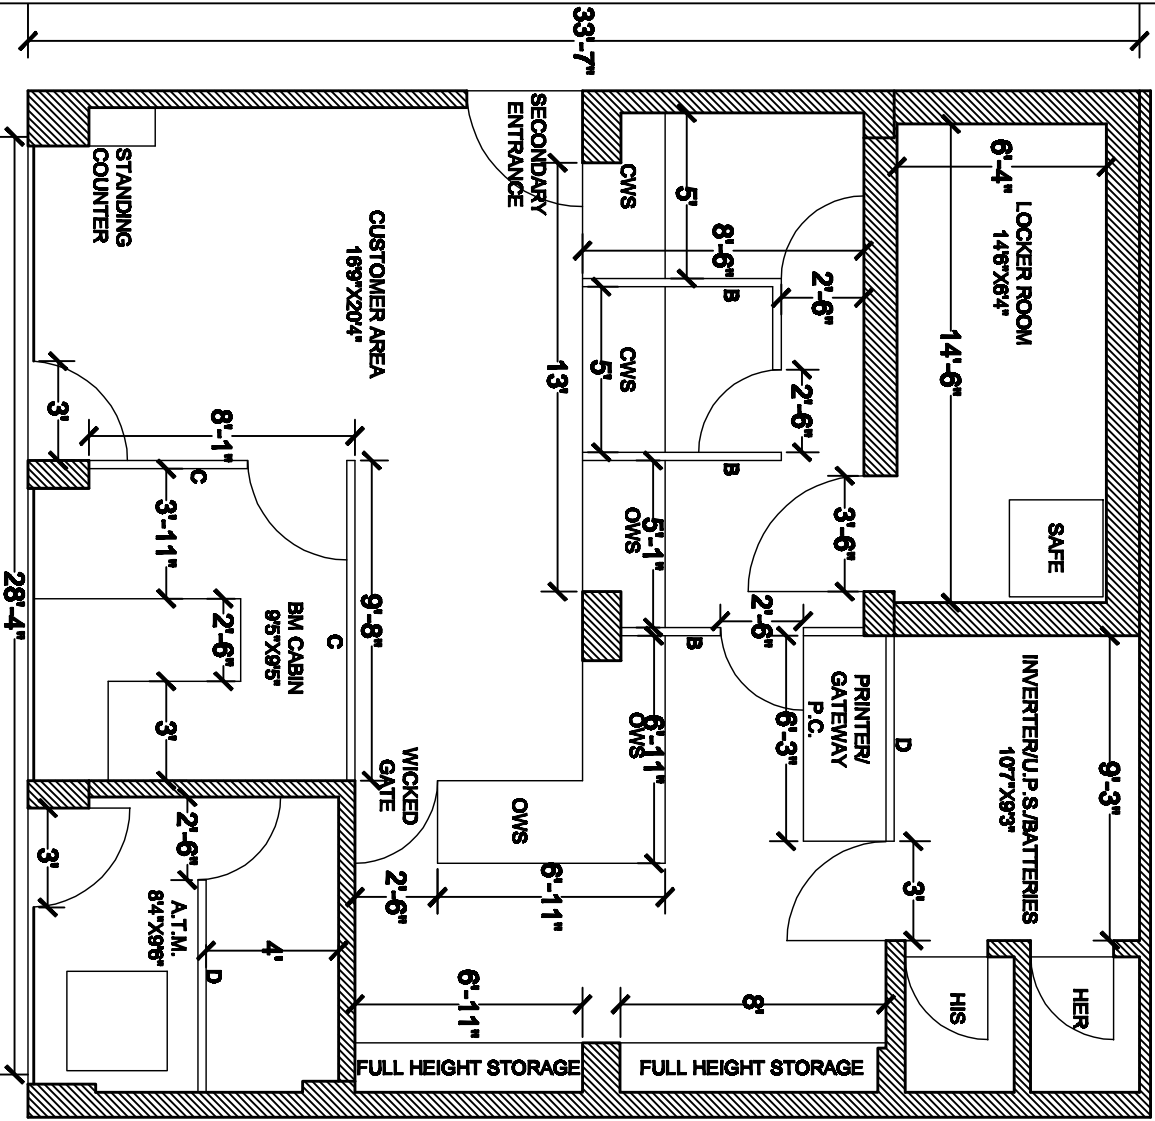 33'-7"
SECONDARY
ENTRANCE
STANDING
COUNTER
CUSTOMER AREA
16'9"X20'4"
CWS
5'
8'-6"
B
2'-6"
6'-4"
LOCKER ROOM
14'6"X6'4"
14'-6"
CWS
5'
13'
2'-6"
B
3'
8'-1"
C
3'-11"
9'-8"
5'-1"
OWS
3'-6"
SAFE
2'-6"
BM CABIN
9'5"X9'5"
C
3'
28'-4"
2'-6"
B
6'-11"
OWS
6'-3"
PRINTER/
GATEWAY
P.C.
D
INVERTER/U.P.S./BATTERIES
10'7"X9'3"
9'-3"
WICKED
GATE
OWS
3'
2'-6"
A.T.M.
8'4"X9'6"
D
4'
2'-6"
6'-11"
3'
6'-11"
8'
HIS
HER
FULL HEIGHT STORAGE
FULL HEIGHT STORAGE